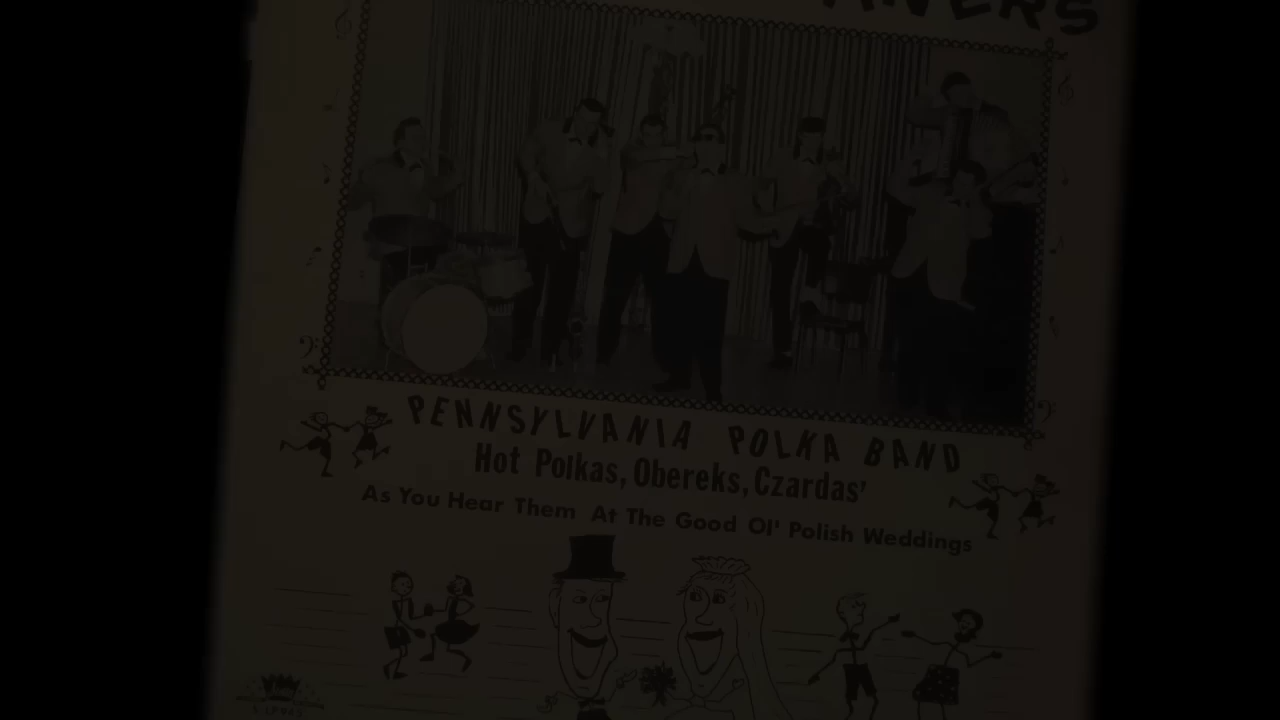 PENNSYLVANIA POLKA BAND
Hot Polkas, Obereks, Czardas'
As You Hear Them At The Good Ol' Polish Weddings